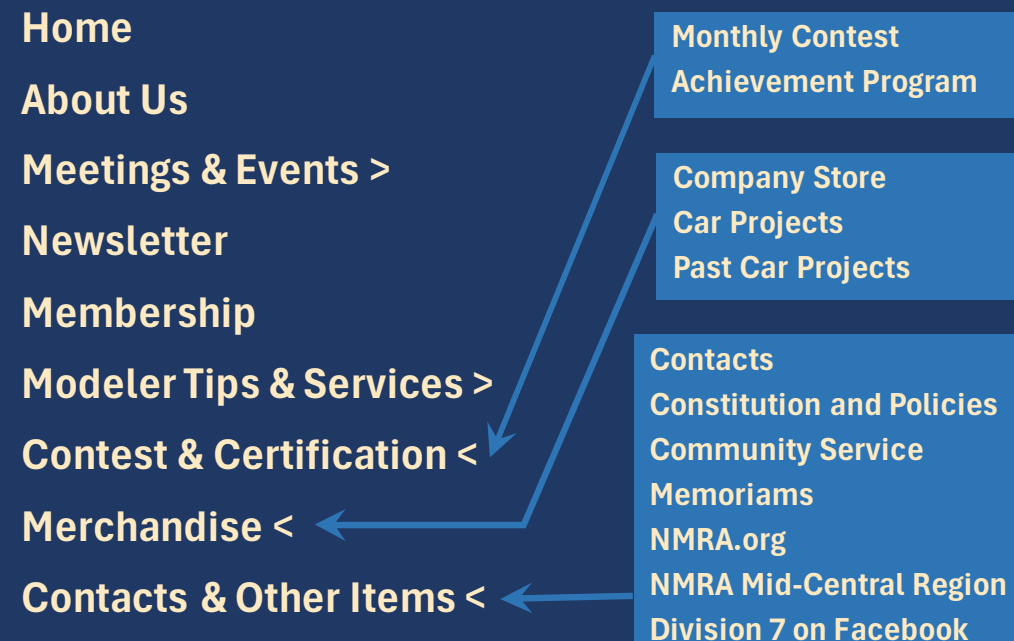 Home
About Us
Meetings & Events >
Newsletter
Membership
Modeler Tips & Services >
Contest & Certification <
Merchandise <
Contacts & Other Items <
Monthly Contest
Achievement Program
Company Store
Car Projects
Past Car Projects
Contacts
Constitution and Policies
Community Service
Memoriams
NMRA.org
NMRA Mid-Central Region
Division 7 on Facebook